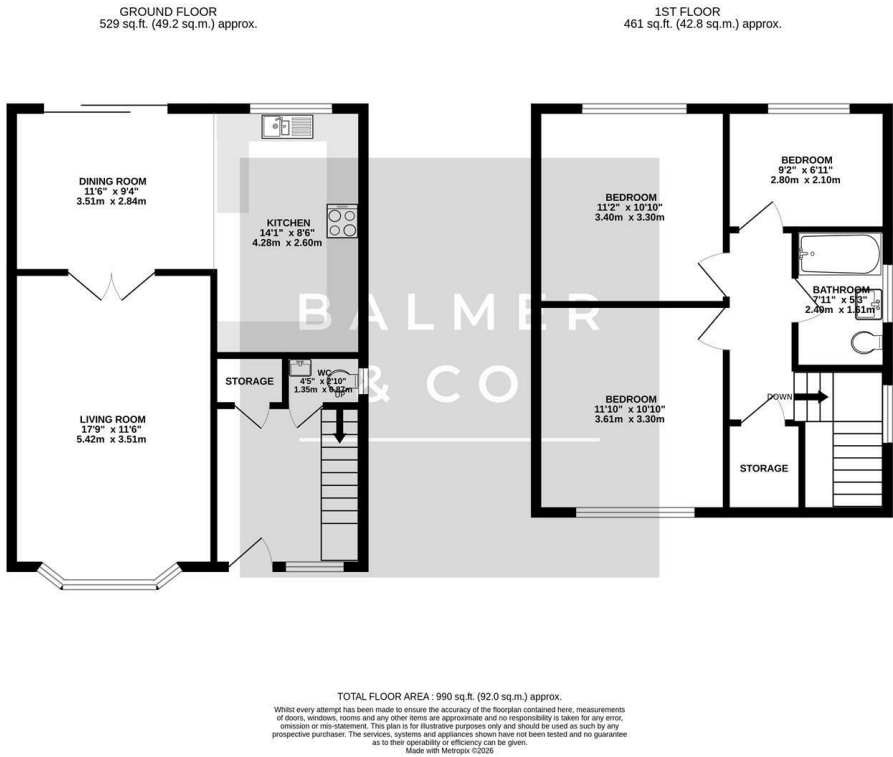 GROUND FLOOR
529 sq.ft. (49.2 sq.m.) approx.
1ST FLOOR
461 sq.ft. (42.8 sq.m.) approx.
DINING ROOM
11'6" x 9'4"
3.51m x 2.84m
KITCHEN
14'1" x 8'6"
4.28m x 2.60m
BEDROOM
11'2" x 10'10"
3.40m x 3.30m
BEDROOM
9'2" x 6'11"
2.80m x 2.10m
BATHROOM
7'11" x 5'3"
2.40m x 1.61m
BALMER
& CO
STORAGE
WC
4'5" x 2'10"
1.35m x 0.87m
UP
LIVING ROOM
17'9" x 11'6"
5.42m x 3.51m
BEDROOM
11'10" x 10'10"
3.61m x 3.30m
DOWN
STORAGE
TOTAL FLOOR AREA : 990 sq.ft. (92.0 sq.m.) approx.
Whilst every attempt has been made to ensure the accuracy of the floorplan contained here, measurements
of doors, windows, rooms and any other items are approximate and no responsibility is taken for any error,
omission or mis-statement. This plan is for illustrative purposes only and should be used as such by any
prospective purchaser. The services, systems and appliances shown have not been tested and no guarantee
as to their operability or efficiency can be given.
Made with Metropix ©2026